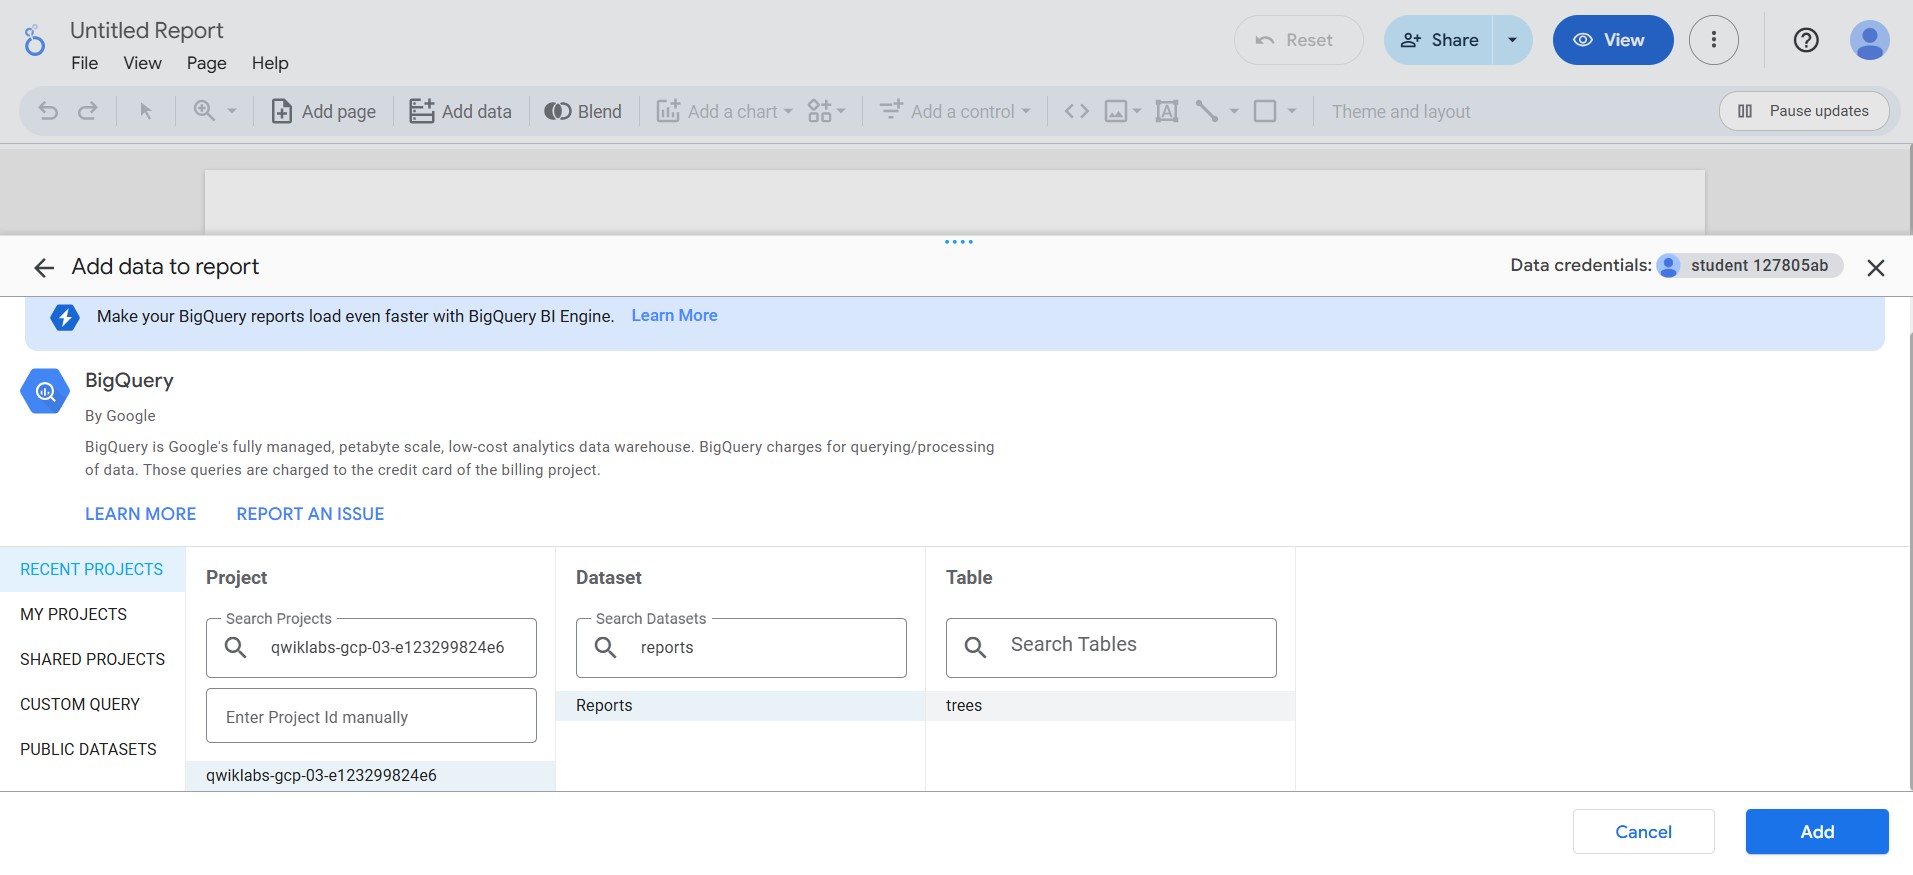 Untitled Report
File View Page Help
Reset
Share
View
Add page
Add data
Blend
Add a chart
Add a control
A
Theme and layout
Pause updates
Add data to report
Data credentials: student 127805ab
Make your BigQuery reports load even faster with BigQuery BI Engine. Learn More
BigQuery
By Google
BigQuery is Google's fully managed, petabyte scale, low-cost analytics data warehouse. BigQuery charges for querying/processing
of data. Those queries are charged to the credit card of the billing project.
LEARN MORE REPORT AN ISSUE
RECENT PROJECTS
MY PROJECTS
SHARED PROJECTS
CUSTOM QUERY
PUBLIC DATASETS
Project
Search Projects
qwiklabs-gcp-03-e123299824e6
Enter Project Id manually
qwiklabs-gcp-03-e123299824e6
Dataset
Search Datasets
reports
Reports
Table
Search Tables
trees
Cancel
Add